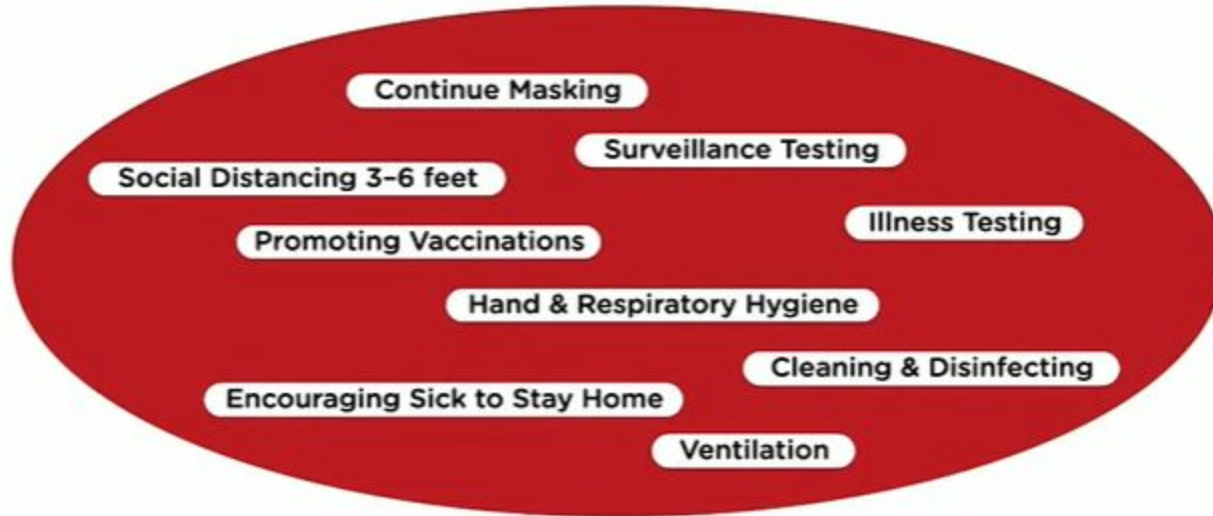 Continue Masking
Surveillance Testing
Social Distancing 3–6 feet
Illness Testing
Promoting Vaccinations
Hand & Respiratory Hygiene
Cleaning & Disinfecting
Encouraging Sick to Stay Home
Ventilation